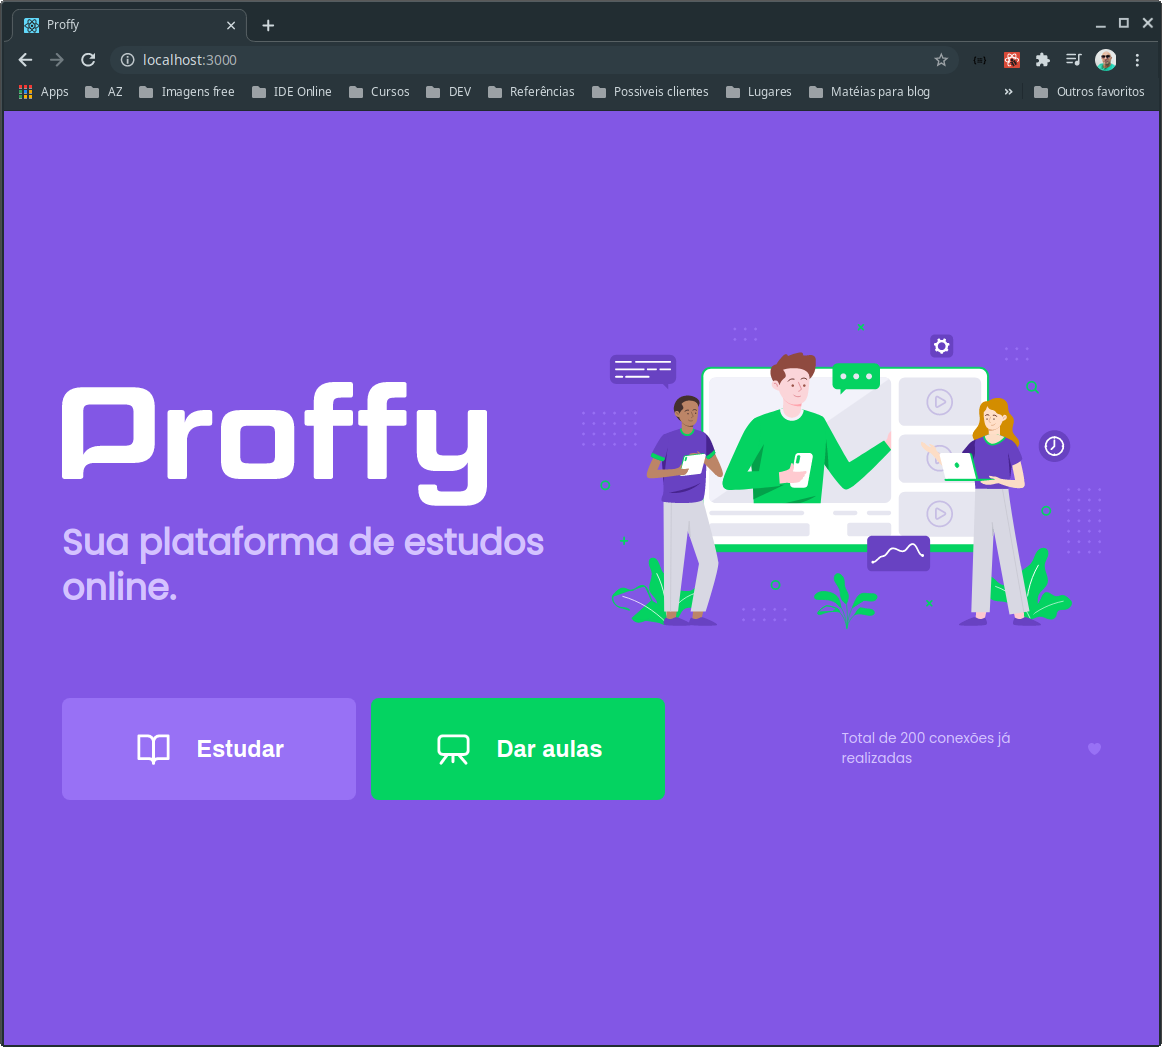 Proffy
localhost:3000
Apps AZ Imagens free IDE Online Cursos DEV Referências Possiveis clientes Lugares Matéias para blog » Outros favoritos
Proffy
Sua plataforma de estudos
online.
Estudar
Dar aulas
Total de 200 conexões já
realizadas